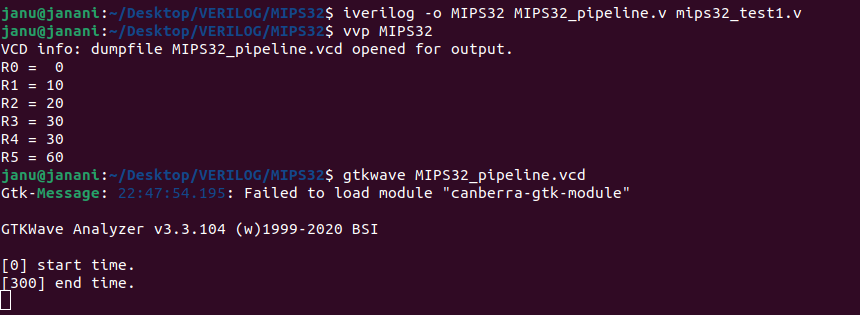 janu@janani:~/Desktop/VERILOG/MIPS32$ iverilog -o MIPS32 MIPS32_pipeline.v mips32_test1.v
janu@janani:~/Desktop/VERILOG/MIPS32$ vvp MIPS32
VCD info: dumpfile MIPS32_pipeline.vcd opened for output.
R0 =  0
R1 = 10
R2 = 20
R3 = 30
R4 = 30
R5 = 60
janu@janani:~/Desktop/VERILOG/MIPS32$ gtkwave MIPS32_pipeline.vcd
Gtk-Message: 22:47:54.195: Failed to load module "canberra-gtk-module"
GTKWave Analyzer v3.3.104 (w)1999-2020 BSI
[0] start time.
[300] end time.